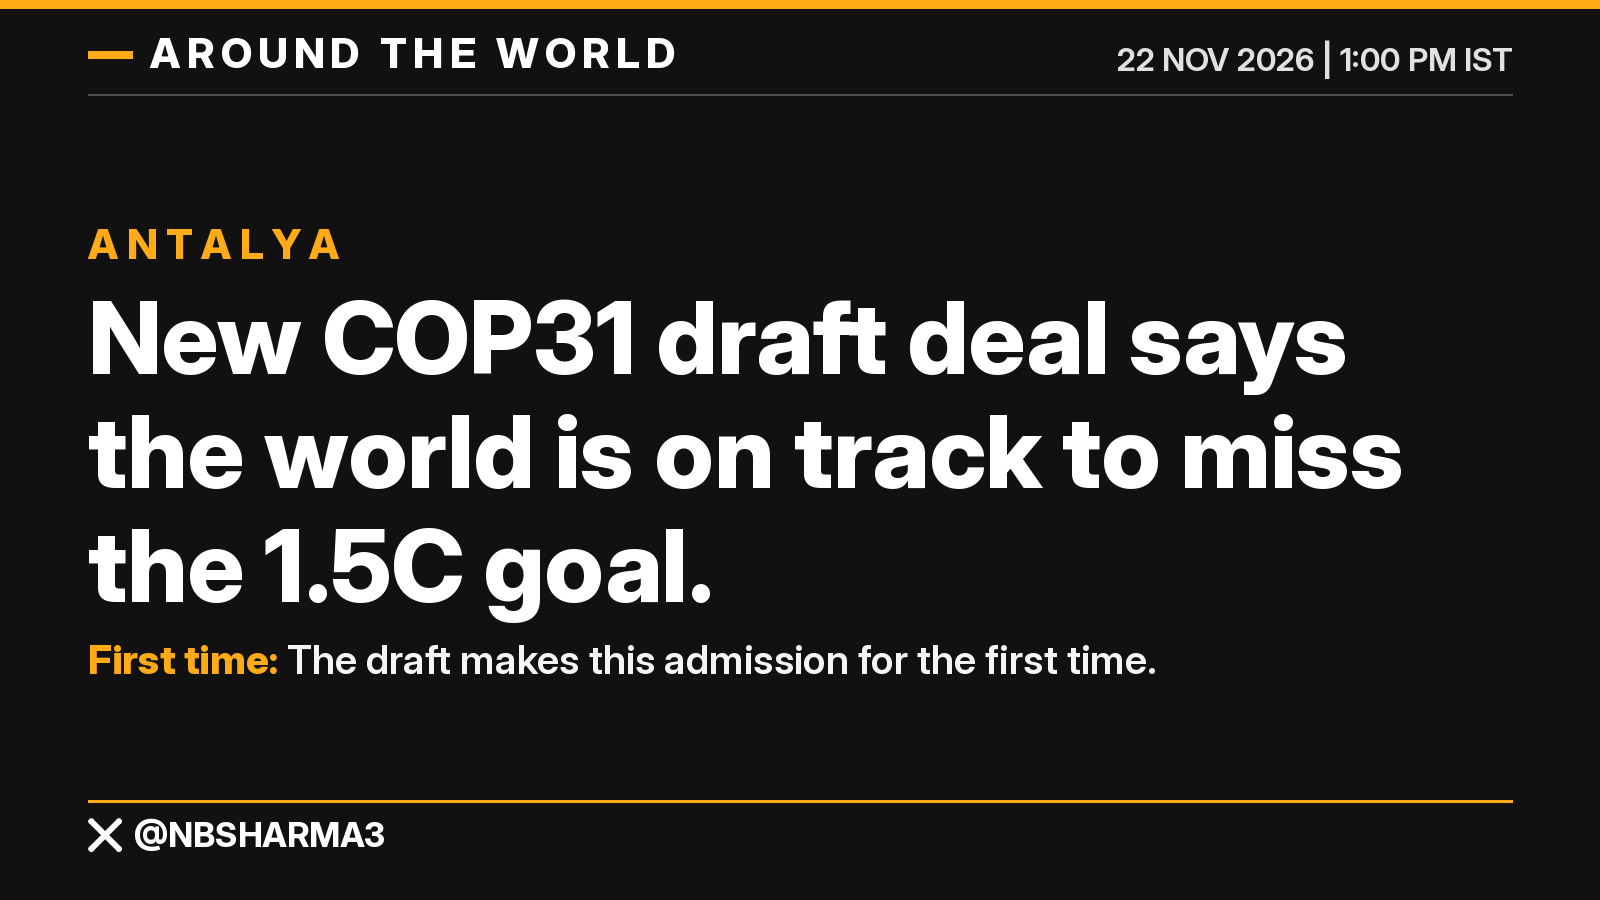 AROUND THE WORLD
22 NOV 2026 | 1:00 PM IST
ANTALYA
New COP31 draft deal says
the world is on track to miss
the 1.5C goal.
First time: The draft makes this admission for the first time.
@NBSHARMA3